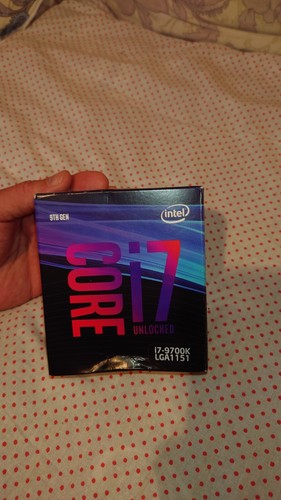 9TH GEN
intel
CORE i7
UNLOCKED
i7-9700K
LGA1151